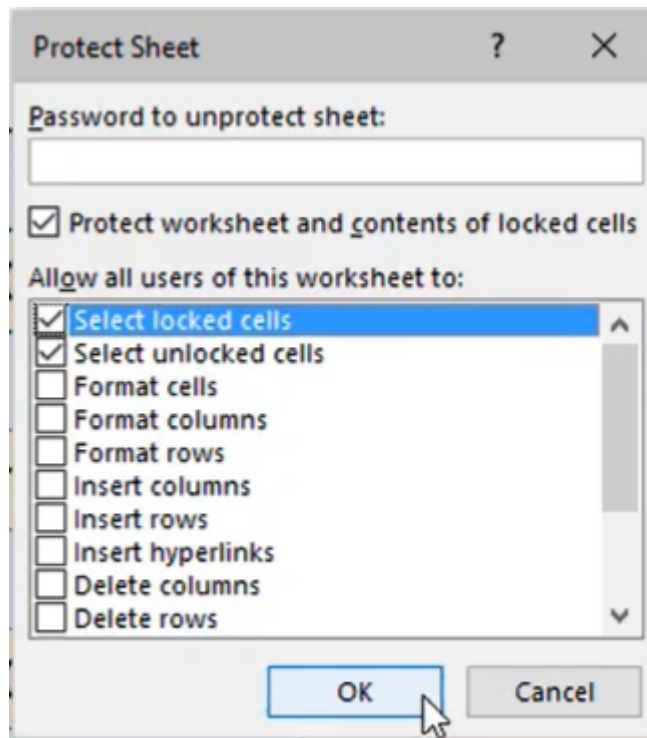 Protect Sheet ?
Password to unprotect sheet:
Protect worksheet and contents of locked cells
Allow all users of this worksheet to:
Select locked cells
Select unlocked cells
Format cells
Format columns
Format rows
Insert columns
Insert rows
Insert hyperlinks
Delete columns
Delete rows
OK Cancel